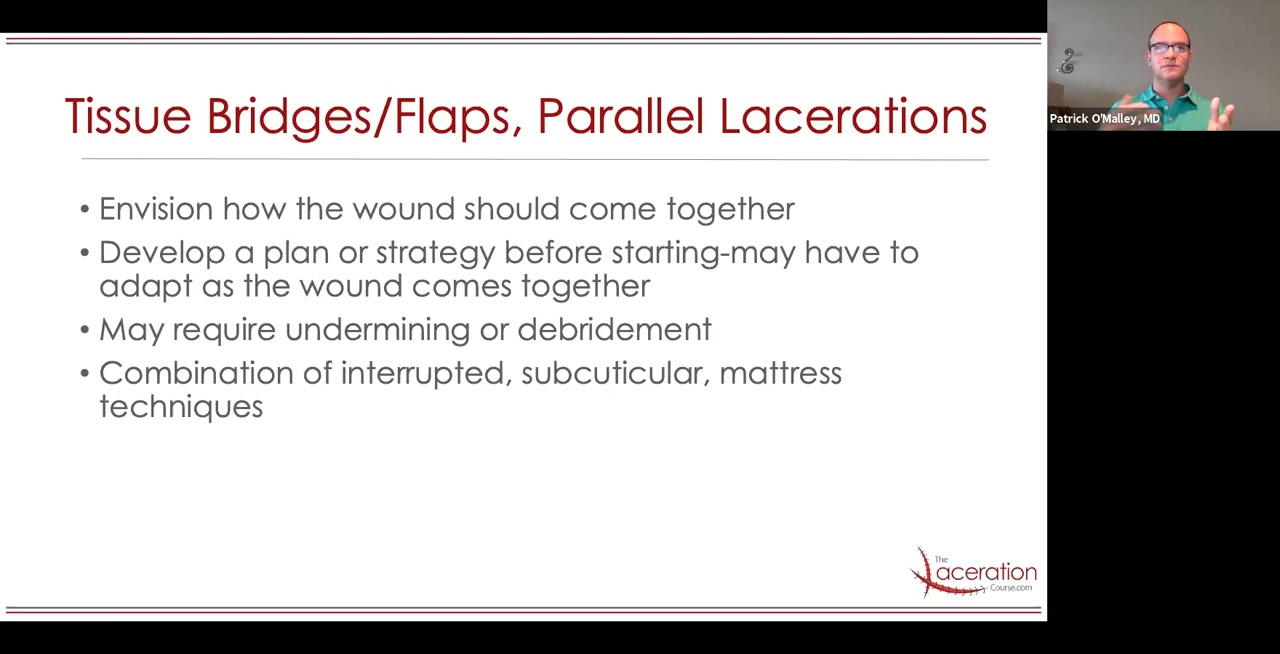 Tissue Bridges/Flaps, Parallel Lacerations
• Envision how the wound should come together
• Develop a plan or strategy before starting-may have to
adapt as the wound comes together
• May require undermining or debridement
• Combination of interrupted, subcuticular, mattress
techniques
Patrick O'Malley, MD
The
Laceration
Course.com